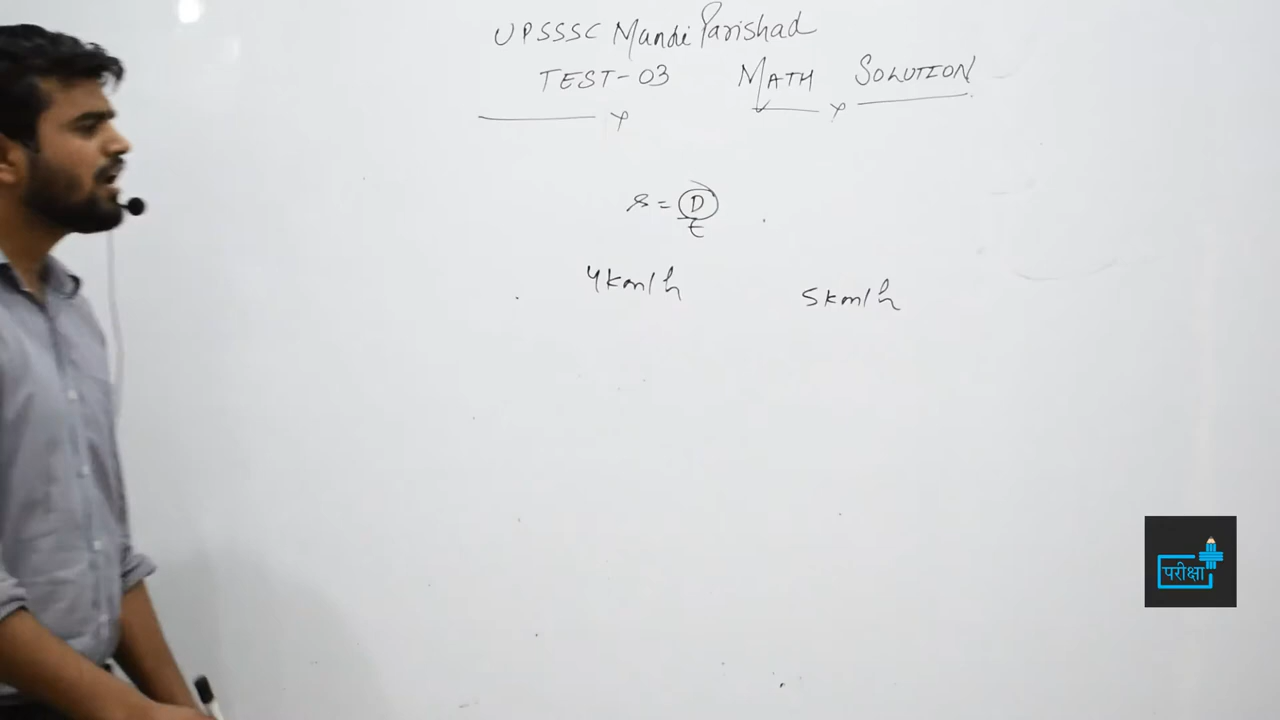 UPSSSC Mandi Parishad
TEST-03 MATH SOLUTION
s = D/t
4km/h 5km/h
परीक्षा